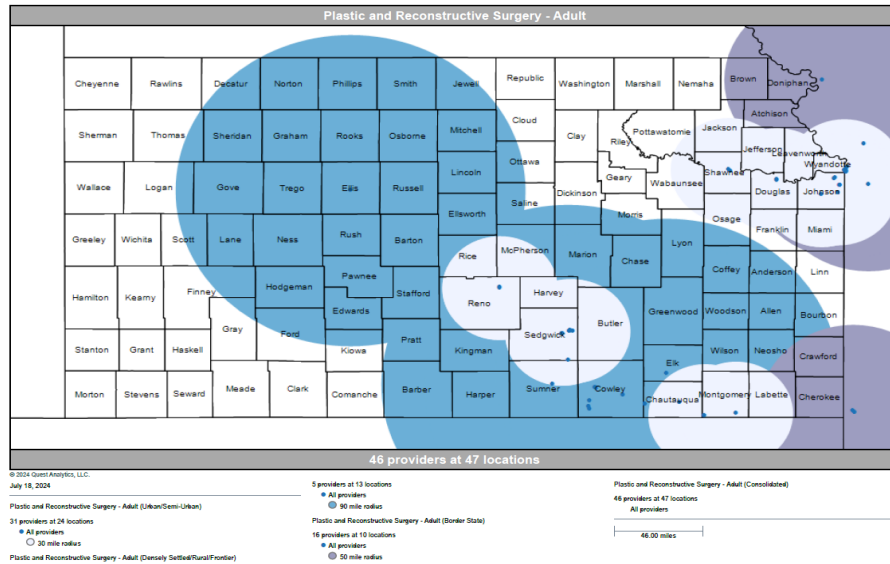 Plastic and Reconstructive Surgery - Adult
Cheyenne Rawlins Decatur Norton Phillips Smith Jewell Republic Washington Marshall Nemaha Brown Doniphan
Atchison
Sherman Thomas Sheridan Graham Rooks Osborne Mitchell Cloud Clay Riley Pottawatomie Jackson Jefferson Leavenworth
Wyandotte
Wallace Logan Gove Trego Ellis Russell Lincoln Ottawa Dickinson Geary Wabaunsee Shawnee Douglas Johnson
Saline Morris Osage
Greeley Wichita Scott Lane Ness Rush Barton Ellsworth Rice McPherson Marion Chase Lyon Franklin Miami
Hamilton Kearny Finney Hodgeman Pawnee Stafford Reno Harvey Coffey Anderson Linn
Edwards
Gray Ford Sedgwick Butler Greenwood Woodson Allen Bourbon
Stanton Grant Haskell Kiowa Pratt Kingman Elk Wilson Neosho Crawford
Morton Stevens Seward Meade Clark Comanche Barber Harper Sumner Cowley Chautauqua Montgomery Labette Cherokee
46 providers at 47 locations
© 2024 Quest Analytics, LLC.
July 18, 2024
Plastic and Reconstructive Surgery - Adult (Urban/Semi-Urban)
31 providers at 24 locations
All providers
30 mile radius
Plastic and Reconstructive Surgery - Adult (Densely Settled/Rural/Frontier)
5 providers at 13 locations
All providers
90 mile radius
Plastic and Reconstructive Surgery - Adult (Border State)
16 providers at 10 locations
All providers
50 mile radius
Plastic and Reconstructive Surgery - Adult (Consolidated)
46 providers at 47 locations
All providers
46.00 miles